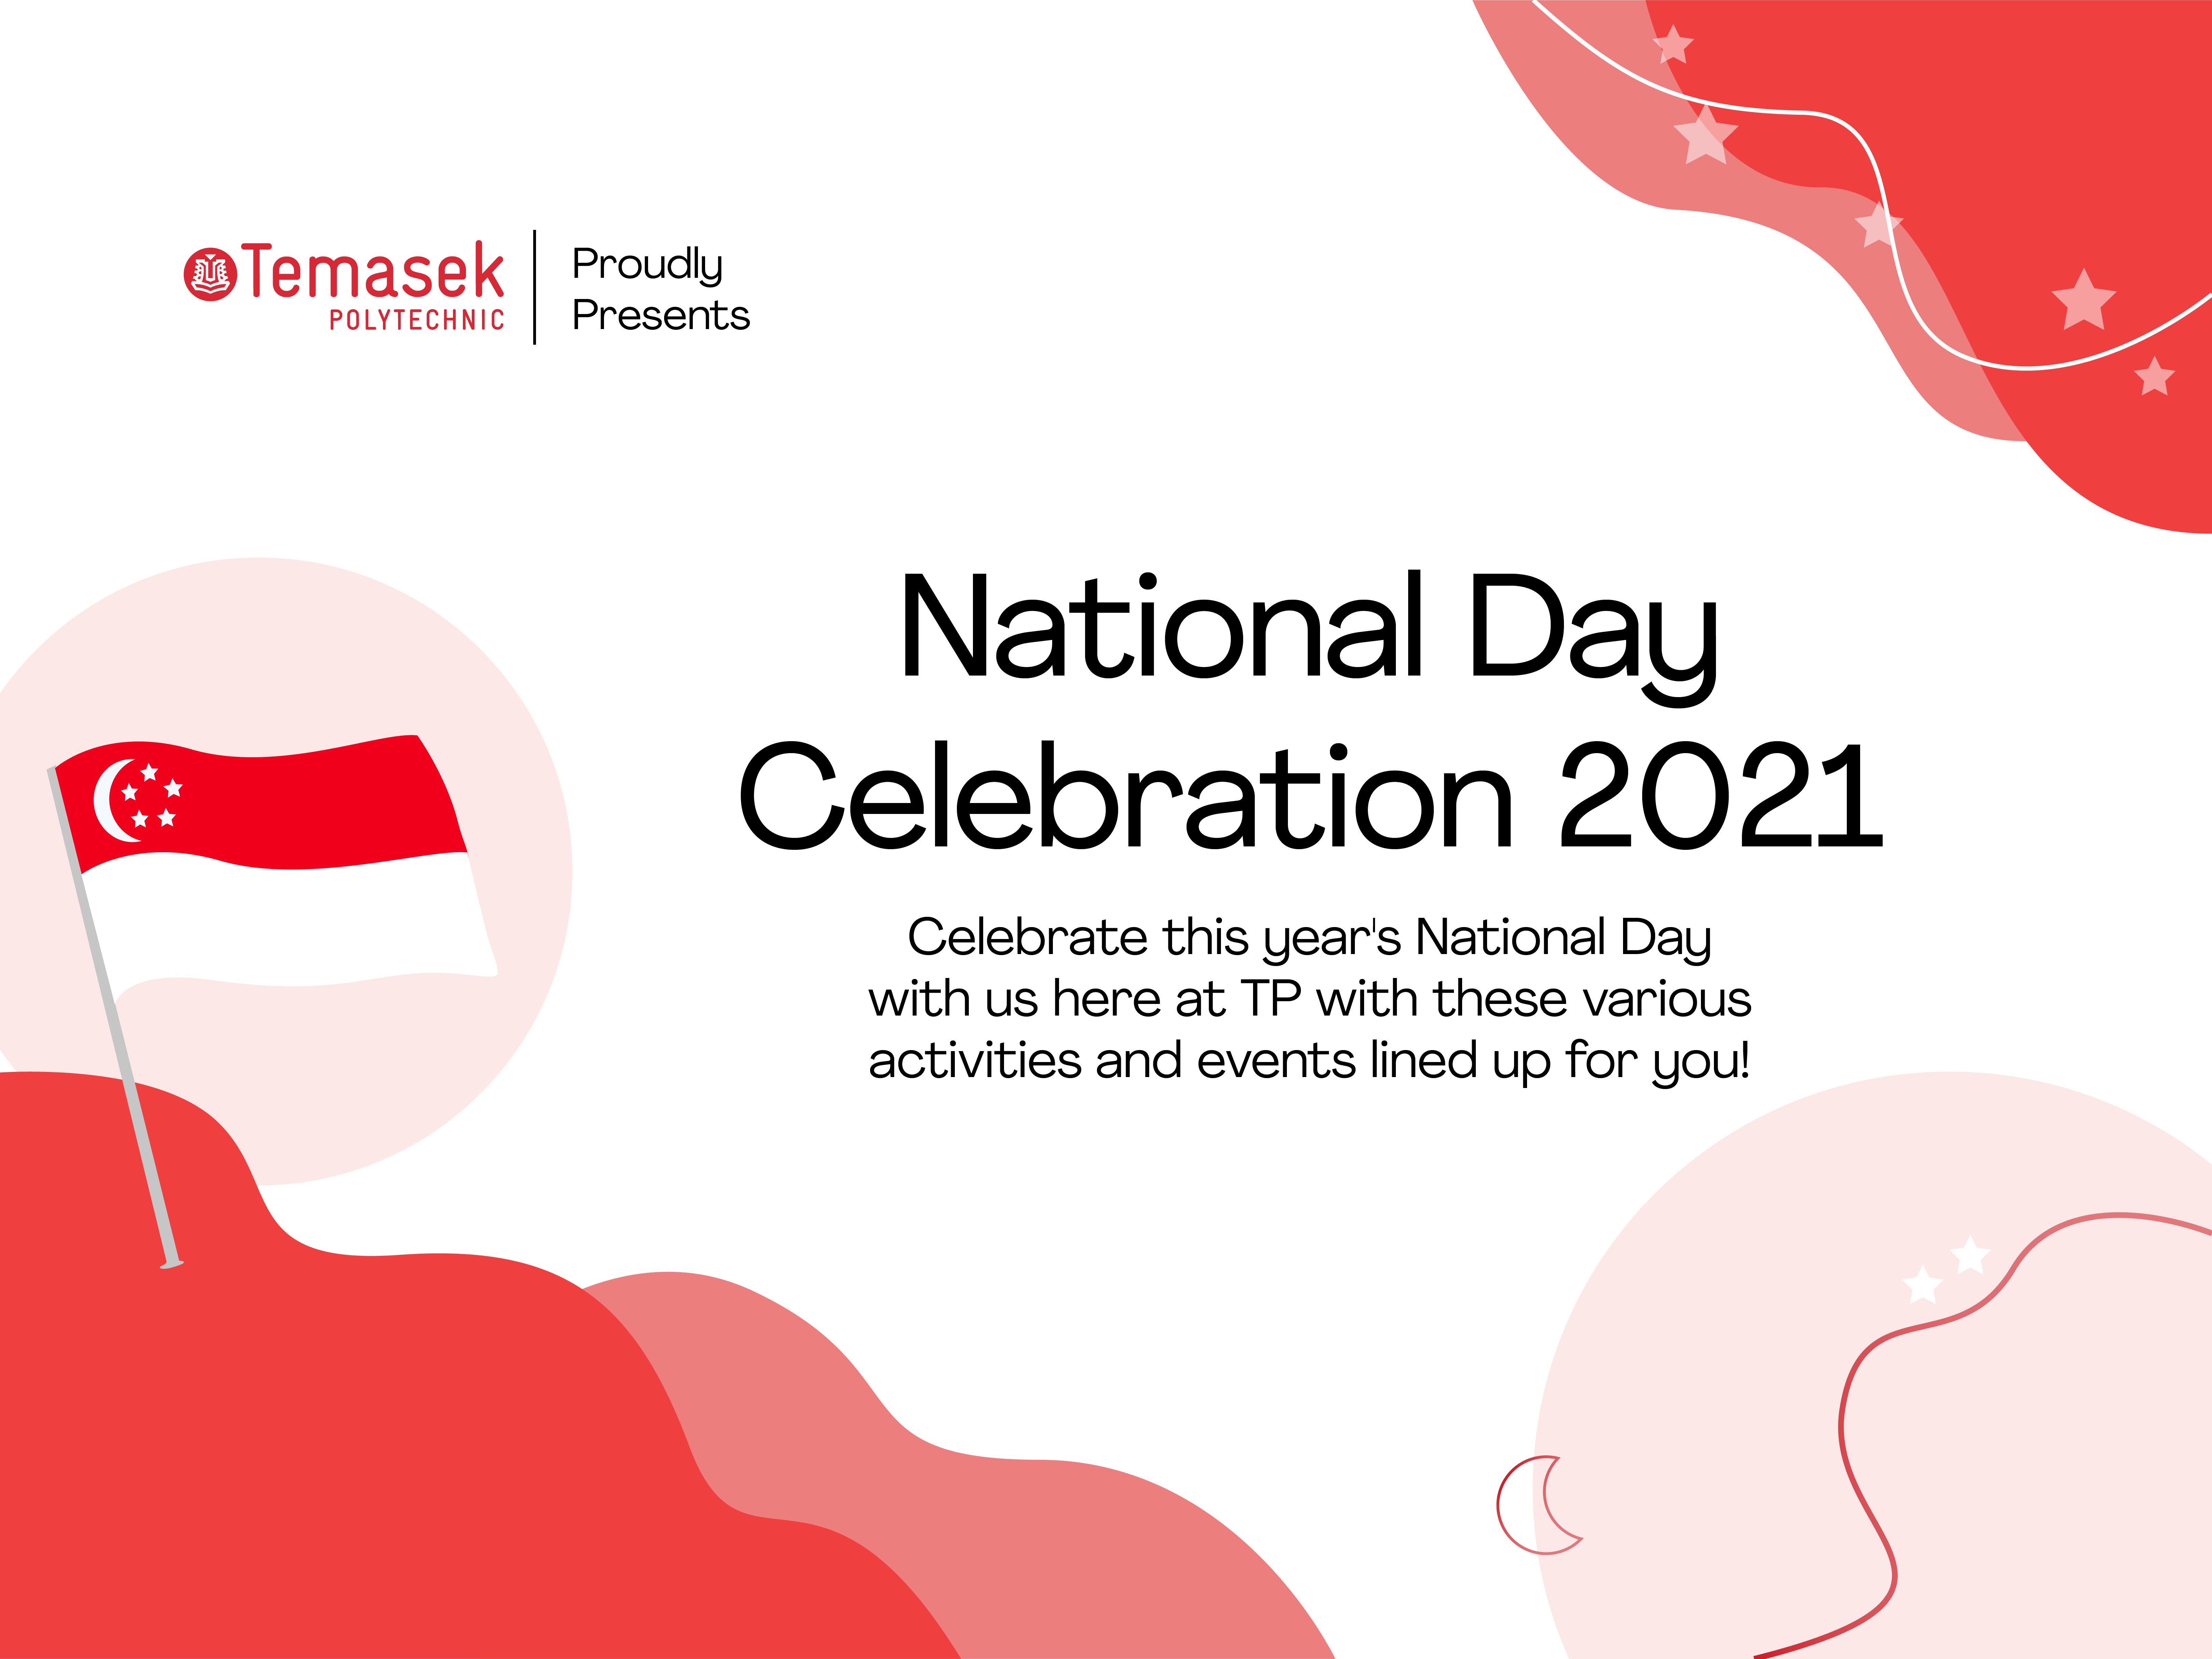 Temasek
POLYTECHNIC
Proudly
Presents
National Day
Celebration 2021
Celebrate this year's National Day
with us here at TP with these various
activities and events lined up for you!